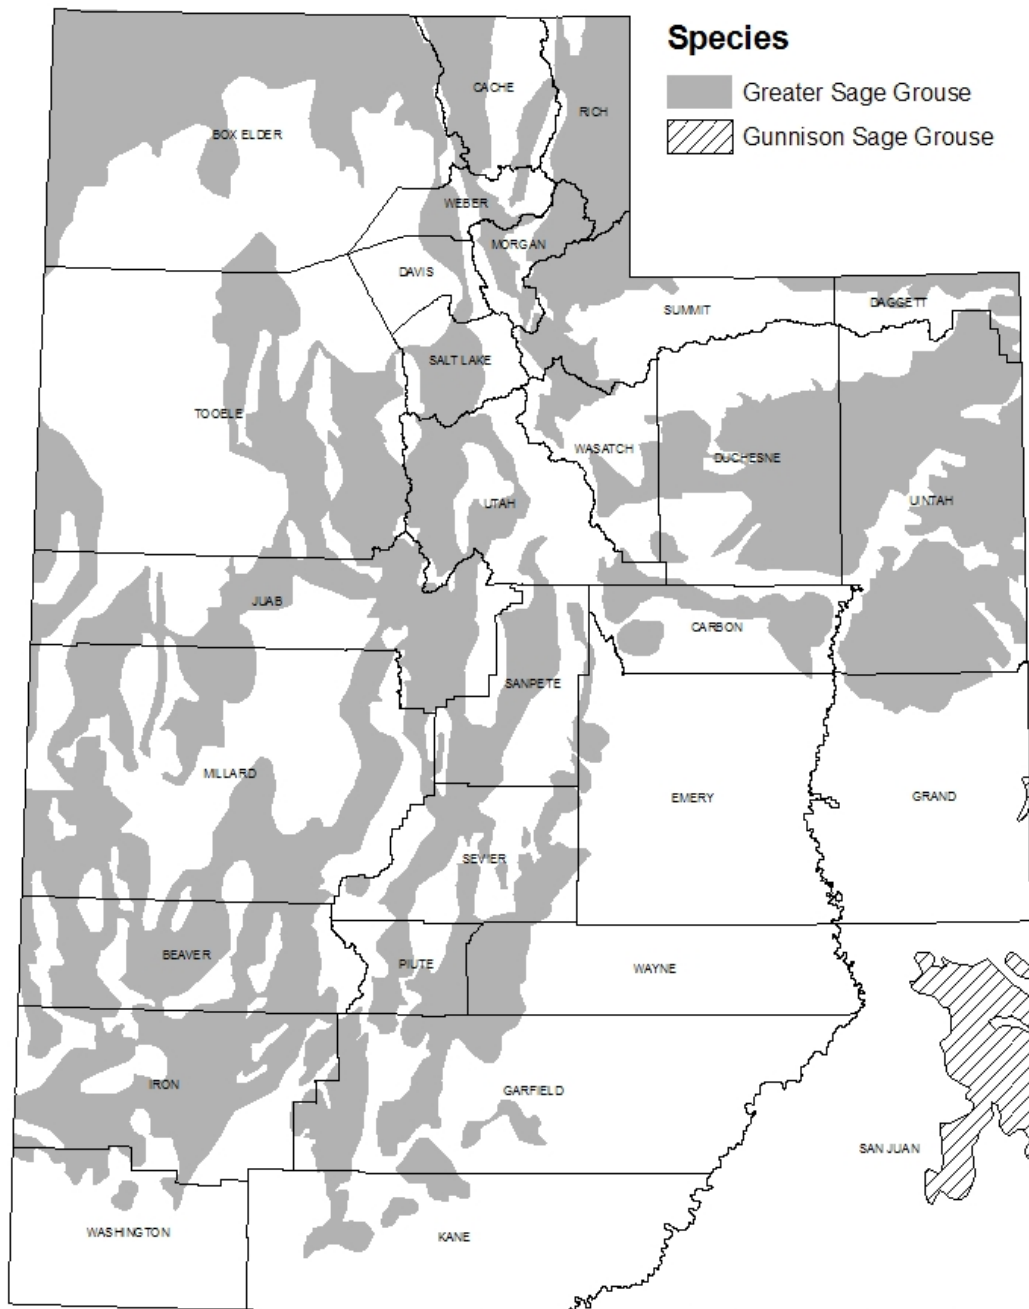 Species
Greater Sage Grouse
Gunnison Sage Grouse
CACHE
RICH
BOX ELDER
WEBER
MORGAN
DAVIS
SUMMIT
DAGGETT
SALT LAKE
TOOELE
WASATCH
DUCHESNE
UTAH
UINTAH
JUAB
CARBON
SANPETE
MILLARD
EMERY
GRAND
SEVIER
BEAVER
PIUTE
WAYNE
IRON
GARFIELD
SAN JUAN
WASHINGTON
KANE